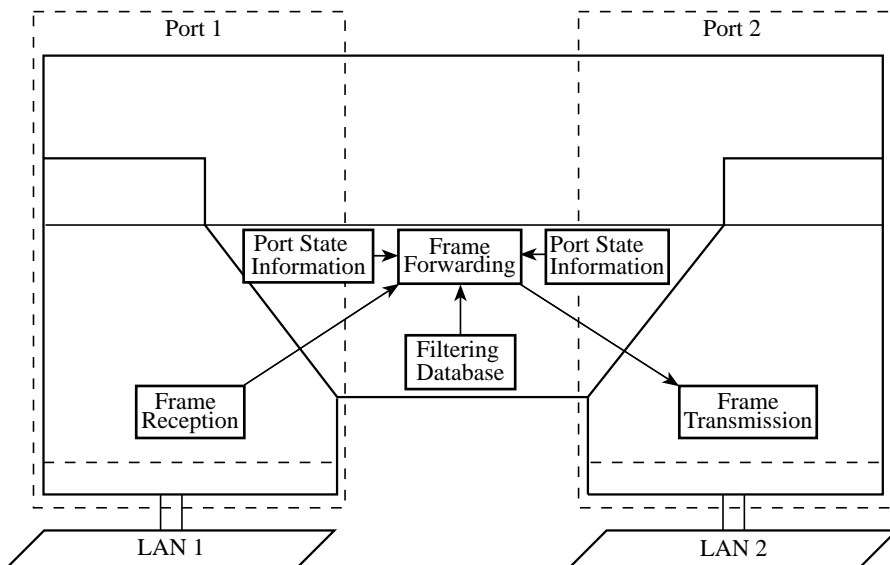 Port 1
Port 2
Port State
Information
Frame
Forwarding
Port State
Information
Filtering
Database
Frame
Reception
Frame
Transmission
LAN 1
LAN 2